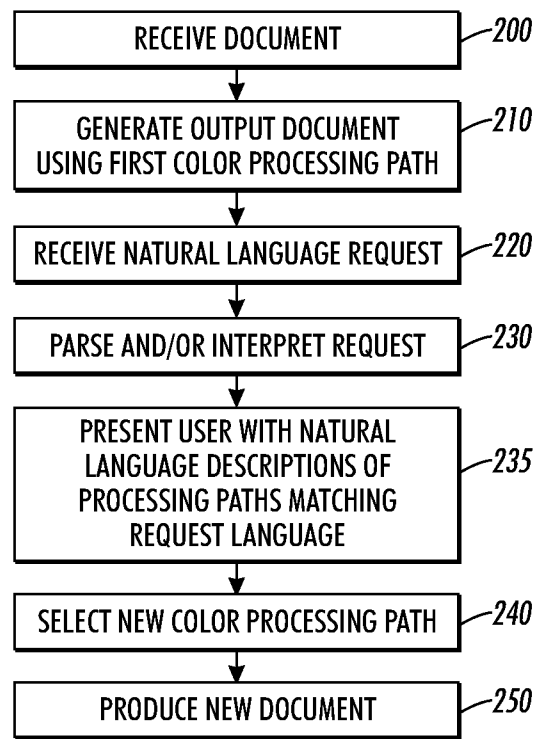 RECEIVE DOCUMENT
200
GENERATE OUTPUT DOCUMENT
USING FIRST COLOR PROCESSING PATH
210
RECEIVE NATURAL LANGUAGE REQUEST
220
PARSE AND/OR INTERPRET REQUEST
230
PRESENT USER WITH NATURAL
LANGUAGE DESCRIPTIONS OF
PROCESSING PATHS MATCHING
REQUEST LANGUAGE
235
SELECT NEW COLOR PROCESSING PATH
240
PRODUCE NEW DOCUMENT
250